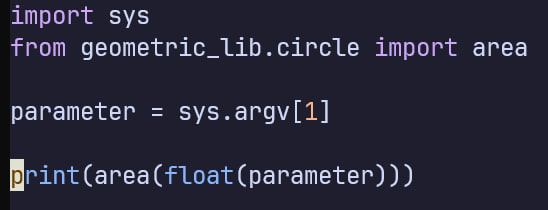 import sys
from geometric_lib.circle import area
parameter = sys.argv[1]
print(area(float(parameter)))